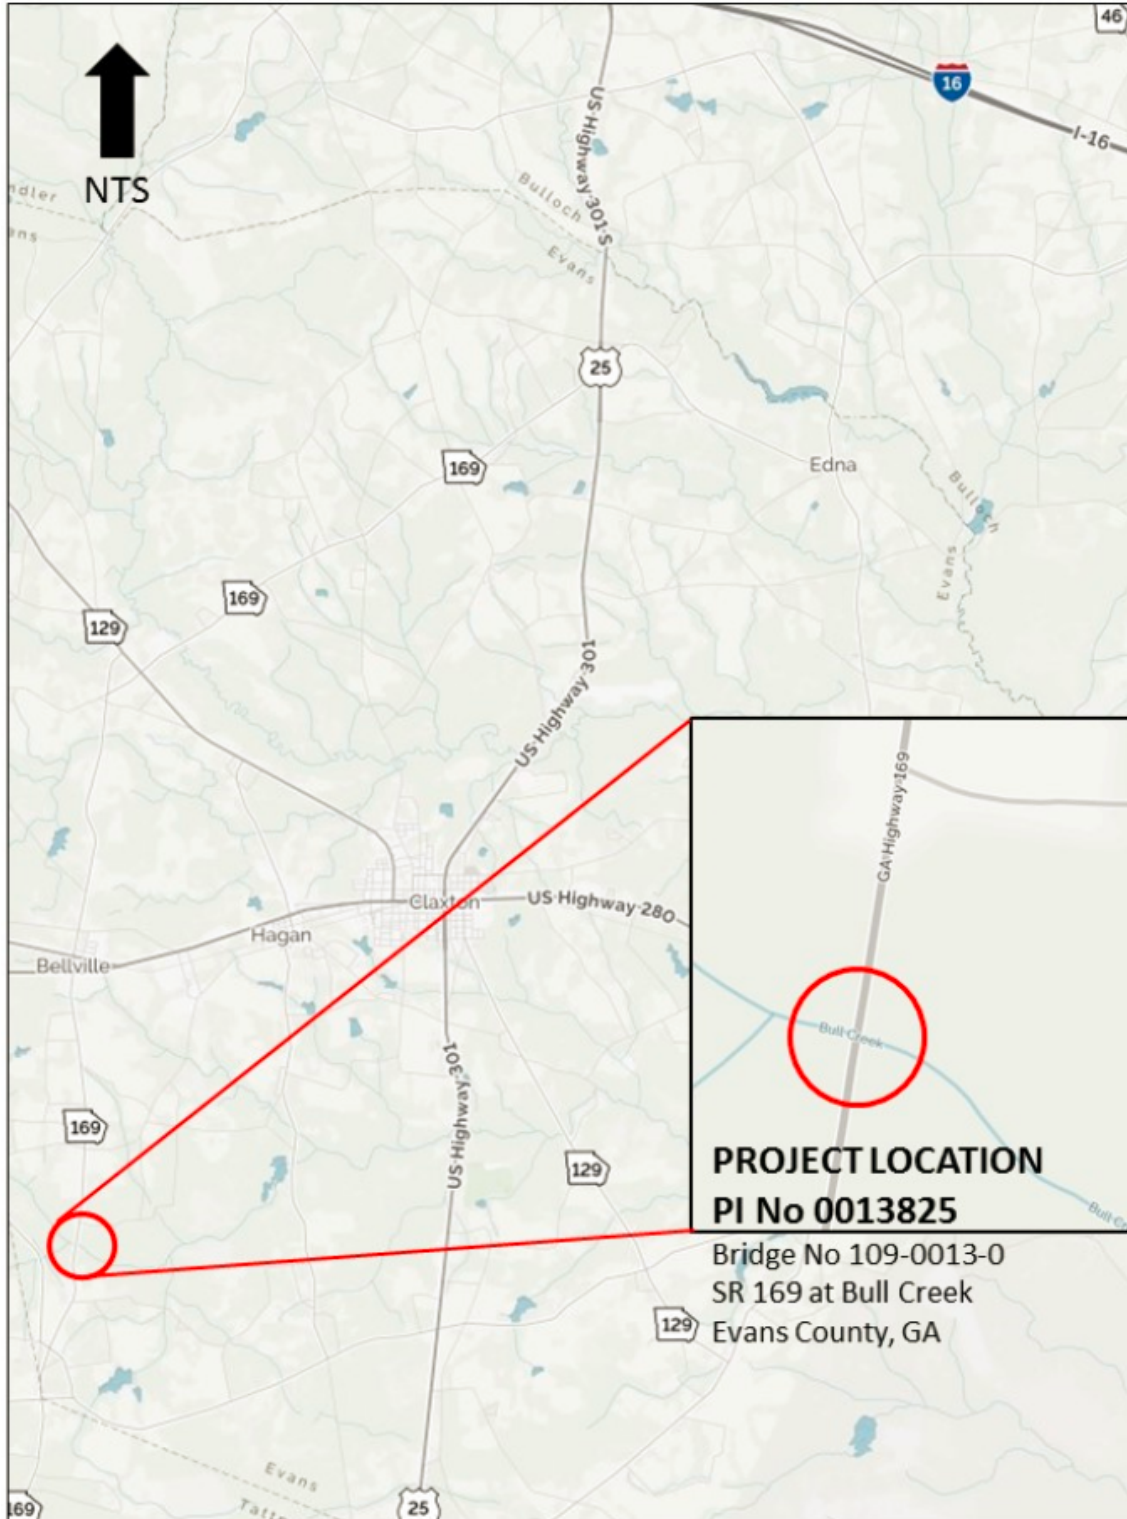 46
16
I-16
US Highway 301 S
NTS
Bulloch
Evans
25
169
Edna
Bulloch
Evans
169
129
US Highway 301
GA Highway 169
Claxton
US Highway 280
Hagan
Bellville
Bull Creek
US Highway 301
169
129
PROJECT LOCATION
PI No 0013825
Bridge No 109-0013-0
SR 169 at Bull Creek
Evans County, GA
129
Evans
25
169